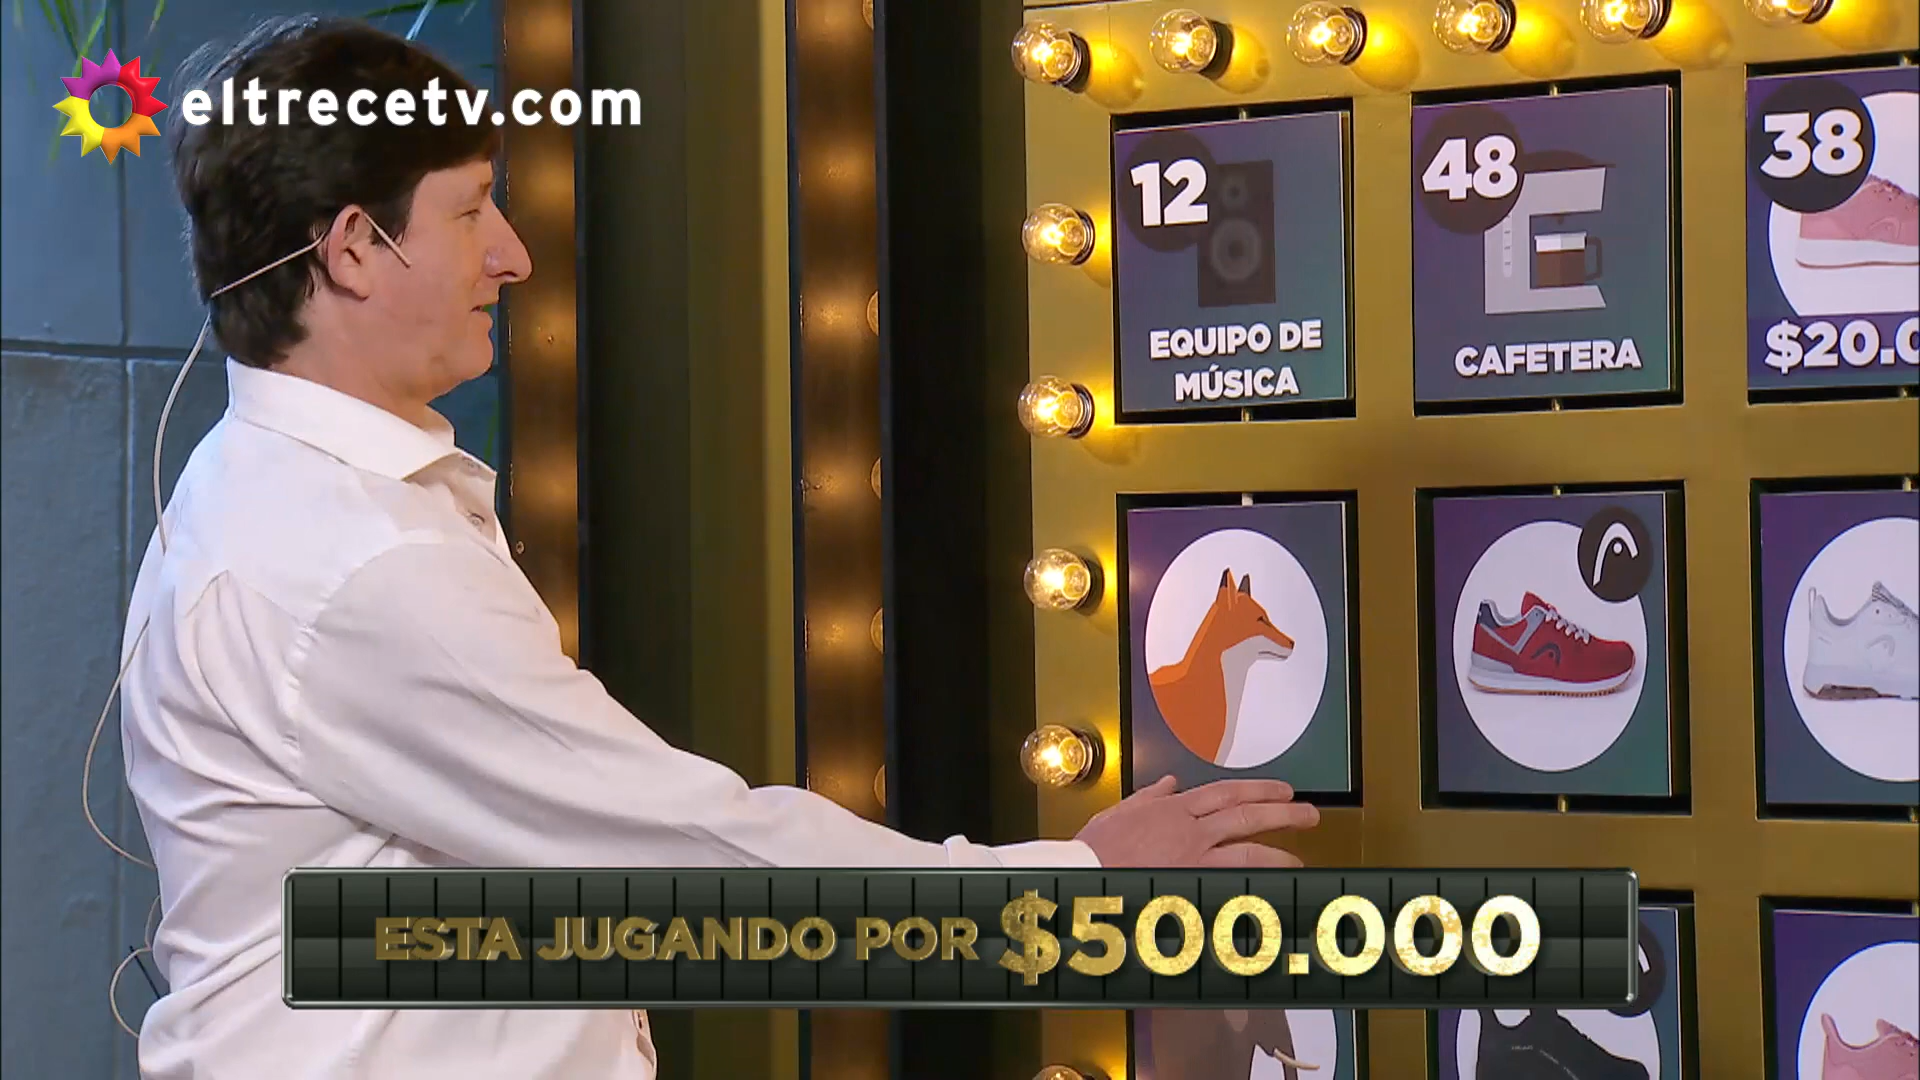 eltrecetv.com
12
EQUIPO DE
MÚSICA
48
CAFETERA
38
$20.0
ESTA JUGANDO POR $500.000